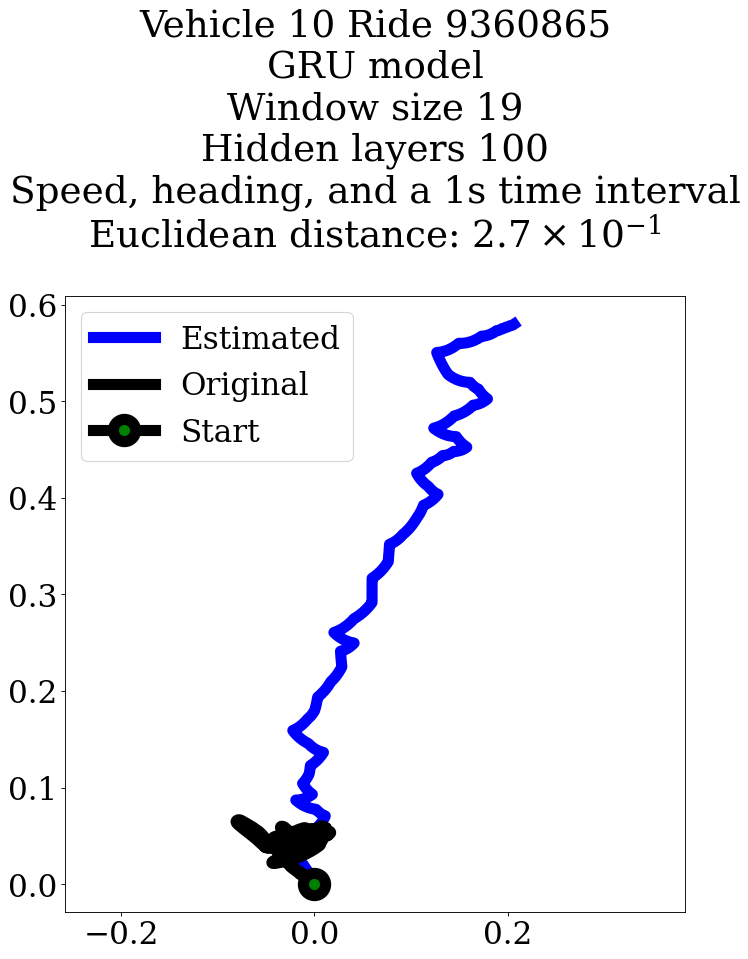 Vehicle 10 Ride 9360865
GRU model
Window size 19
Hidden layers 100
Speed, heading, and a 1s time interval
Euclidean distance: 2.7 × 10⁻¹
0.6
0.5
0.4
0.3
0.2
0.1
0.0
Estimated
Original
Start
−0.2
0.0
0.2